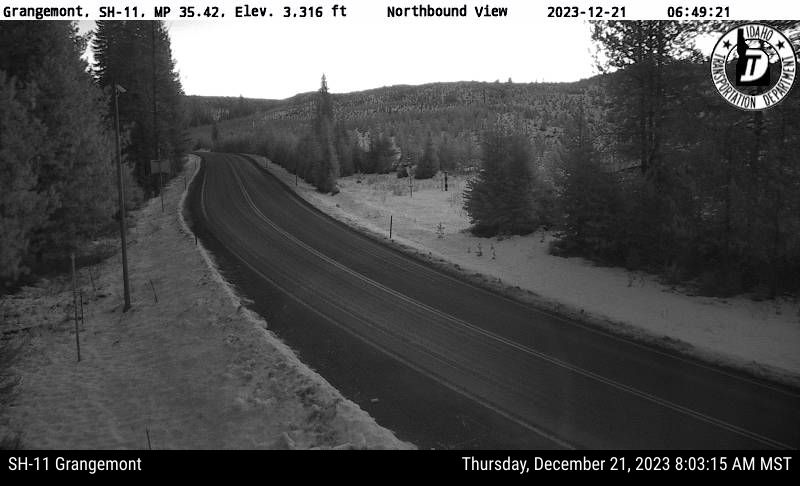 Grangemont, SH-11, MP 35.42, Elev. 3,316 ft Northbound View 2023-12-21 06:49:21
IDAHO
TRANSPORTATION DEPARTMENT
SH-11 Grangemont Thursday, December 21, 2023 8:03:15 AM MST